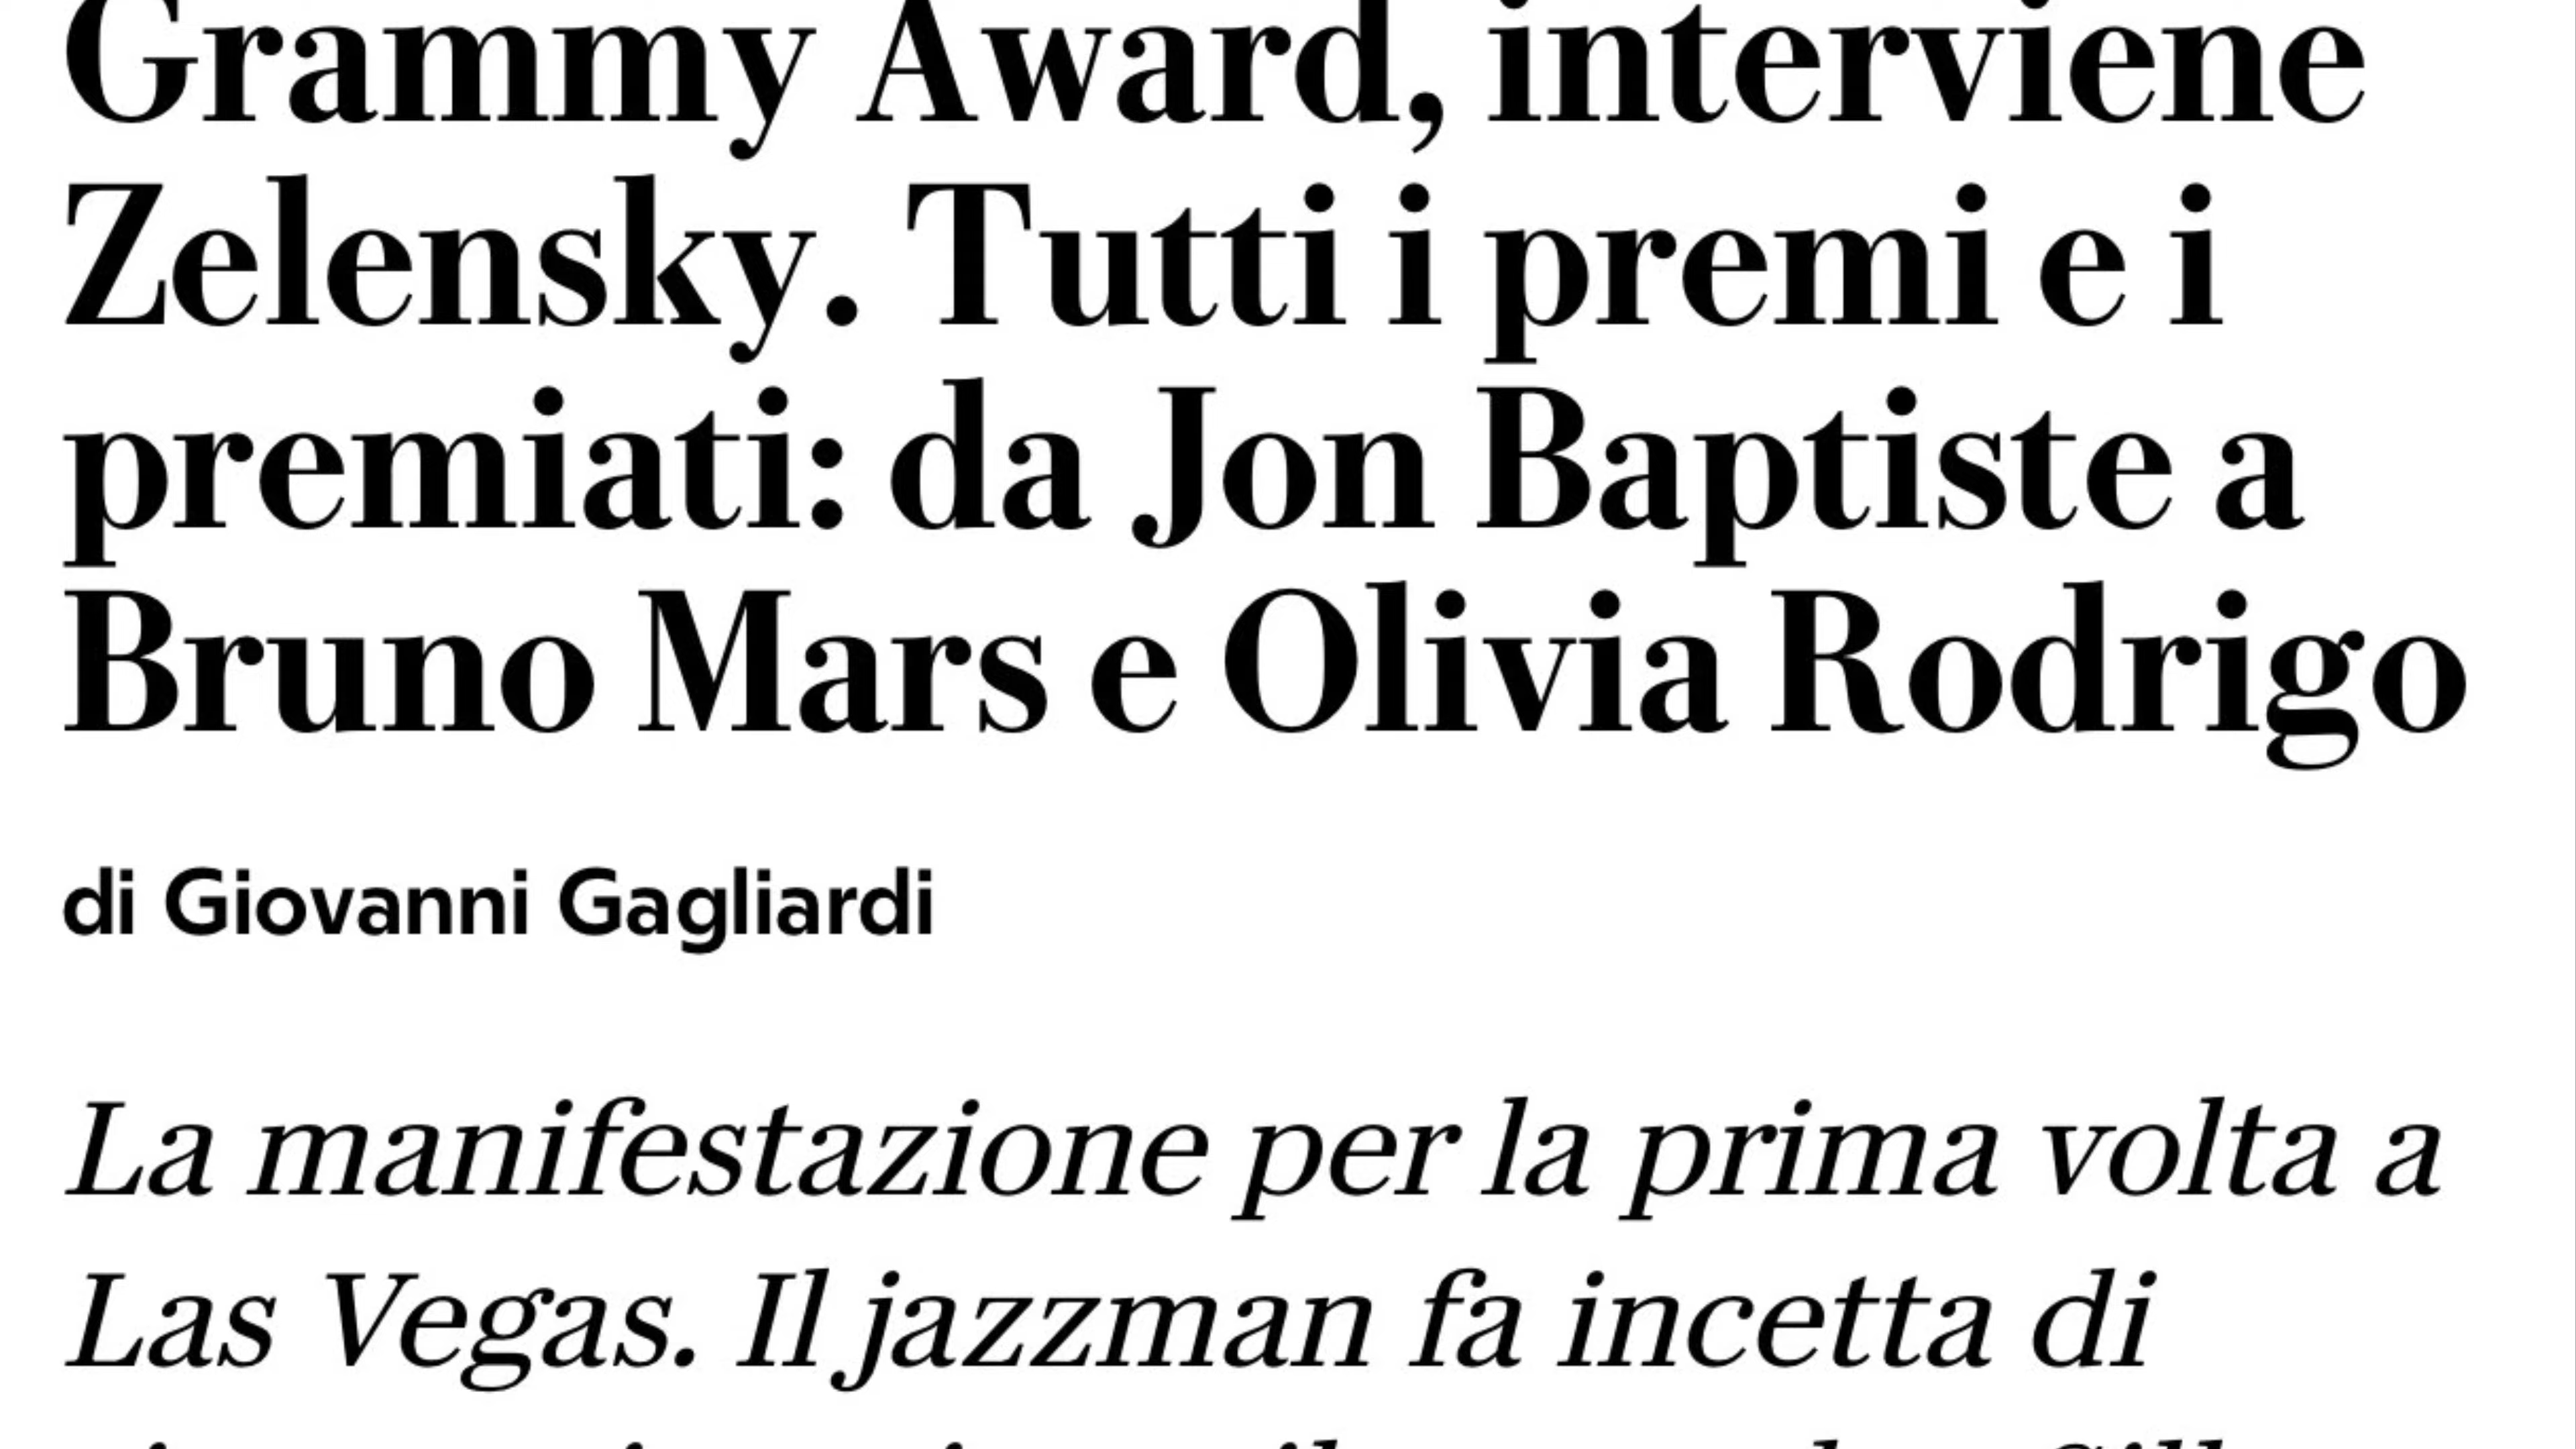 Grammy Award, interviene
Zelensky. Tutti i premi e i
premiati: da Jon Baptiste a
Bruno Mars e Olivia Rodrigo
di Giovanni Gagliardi
La manifestazione per la prima volta a
Las Vegas. Il jazzman fa incetta di